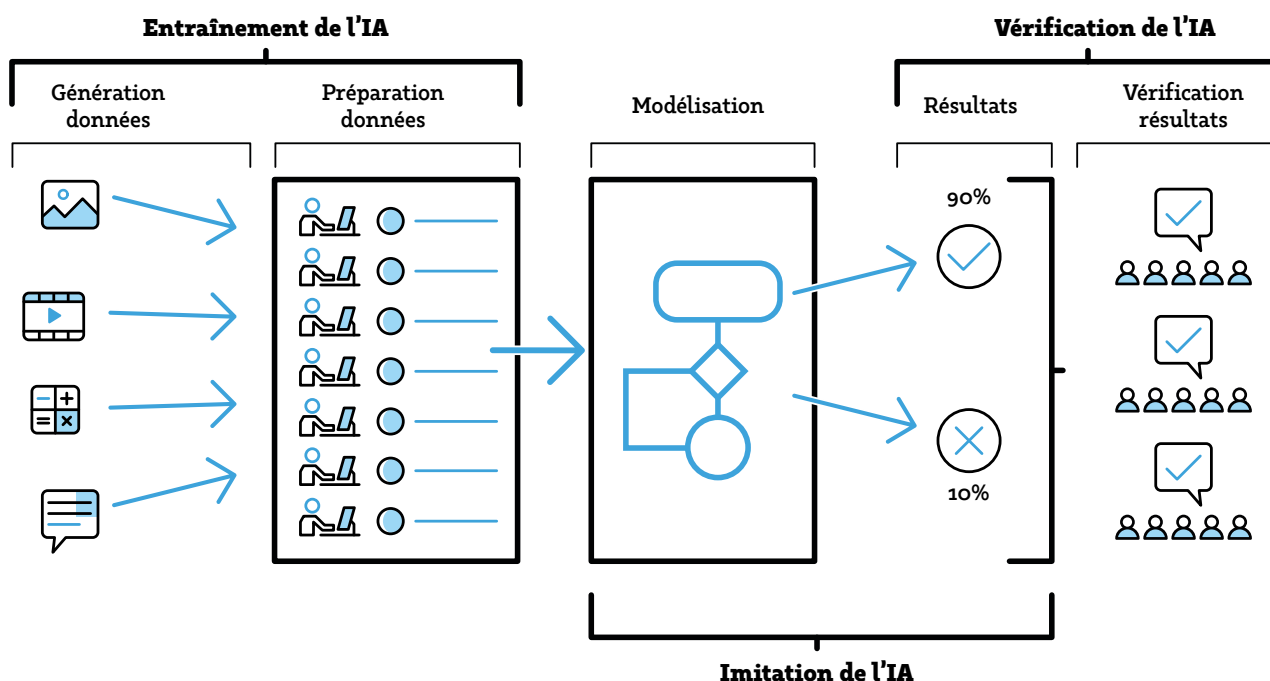 Entraînement de l'IA
Vérification de l'IA
Génération
données
Préparation
données
Modélisation
Résultats
Vérification
résultats
90%
10%
Imitation de l'IA